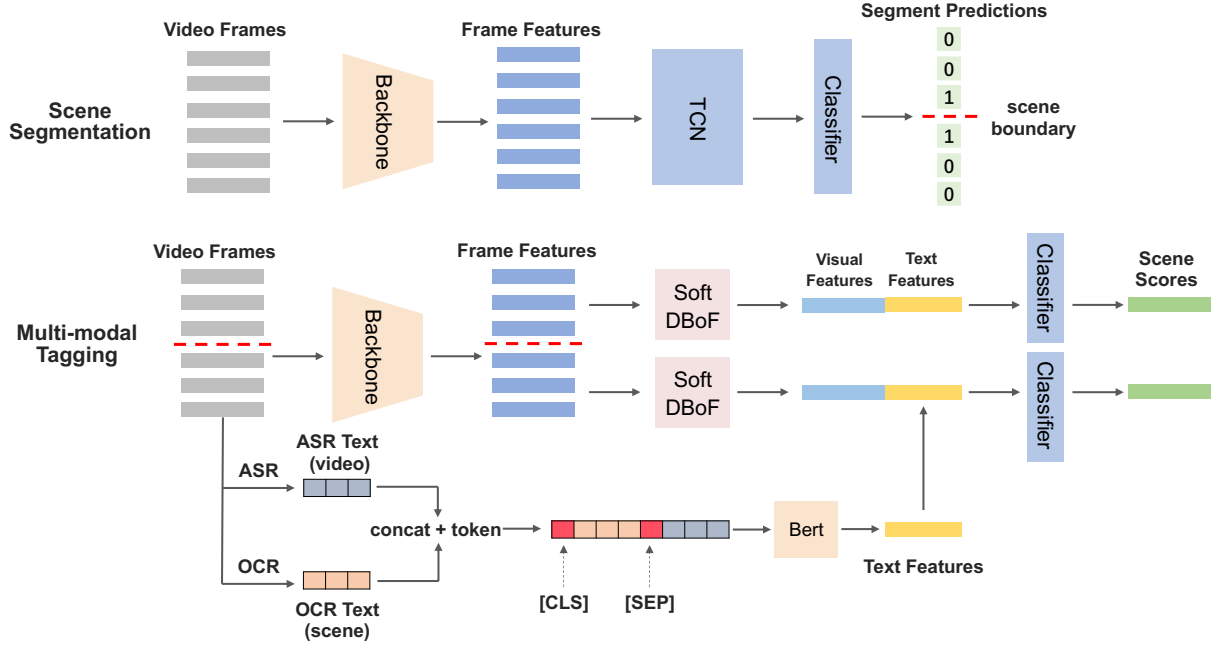 Segment Predictions
Video Frames
Frame Features
0
0
1
1
0
0
Scene
Segmentation
Backbone
TCN
Classifier
scene
boundary
Video Frames
Frame Features
Visual
Features
Text
Features
Scene
Scores
Multi-modal
Tagging
Backbone
Soft
DBoF
Soft
DBoF
Classifier
Classifier
ASR
ASR Text
(video)
concat + token
OCR
OCR Text
(scene)
[CLS]
[SEP]
Bert
Text Features